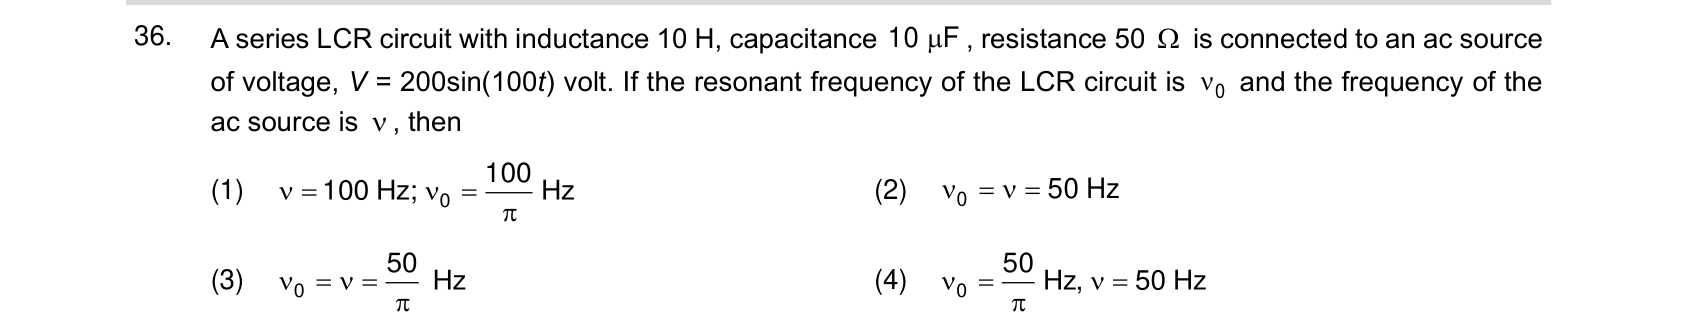 36. A series LCR circuit with inductance 10 H, capacitance 10 μF , resistance 50 Ω is connected to an ac source
of voltage, V = 200sin(100t) volt. If the resonant frequency of the LCR circuit is ν₀ and the frequency of the
ac source is ν , then
(1) ν = 100 Hz; ν₀ = 100/π Hz (2) ν₀ = ν = 50 Hz
(3) ν₀ = ν = 50/π Hz (4) ν₀ = 50/π Hz, ν = 50 Hz